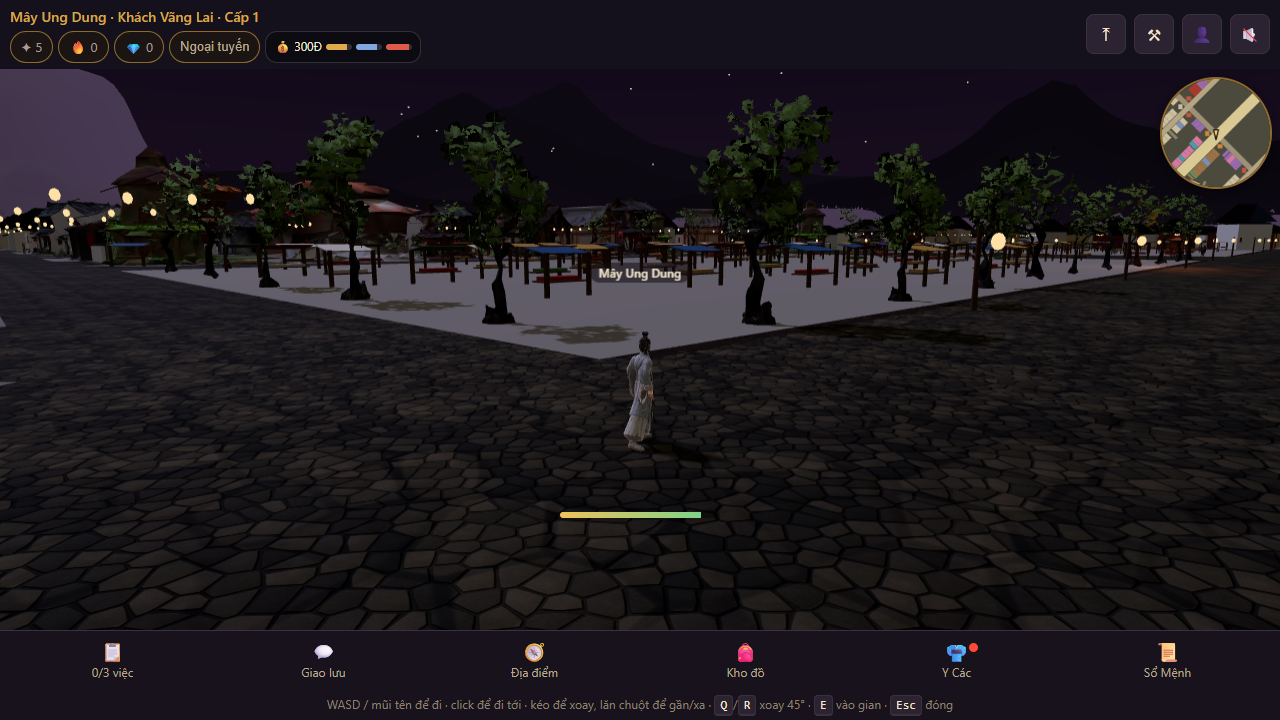 Mây Ung Dung · Khách Vãng Lai · Cấp 1
5
0
0
Ngoại tuyến
300Đ
Mây Ung Dung
0/3 việc
Giao lưu
Địa điểm
Kho đồ
Y Các
Sổ Mệnh
WASD / mũi tên để đi · click để đi tới · kéo để xoay, lăn chuột để gần/xa · Q / R xoay 45° · E vào gian · Esc đóng